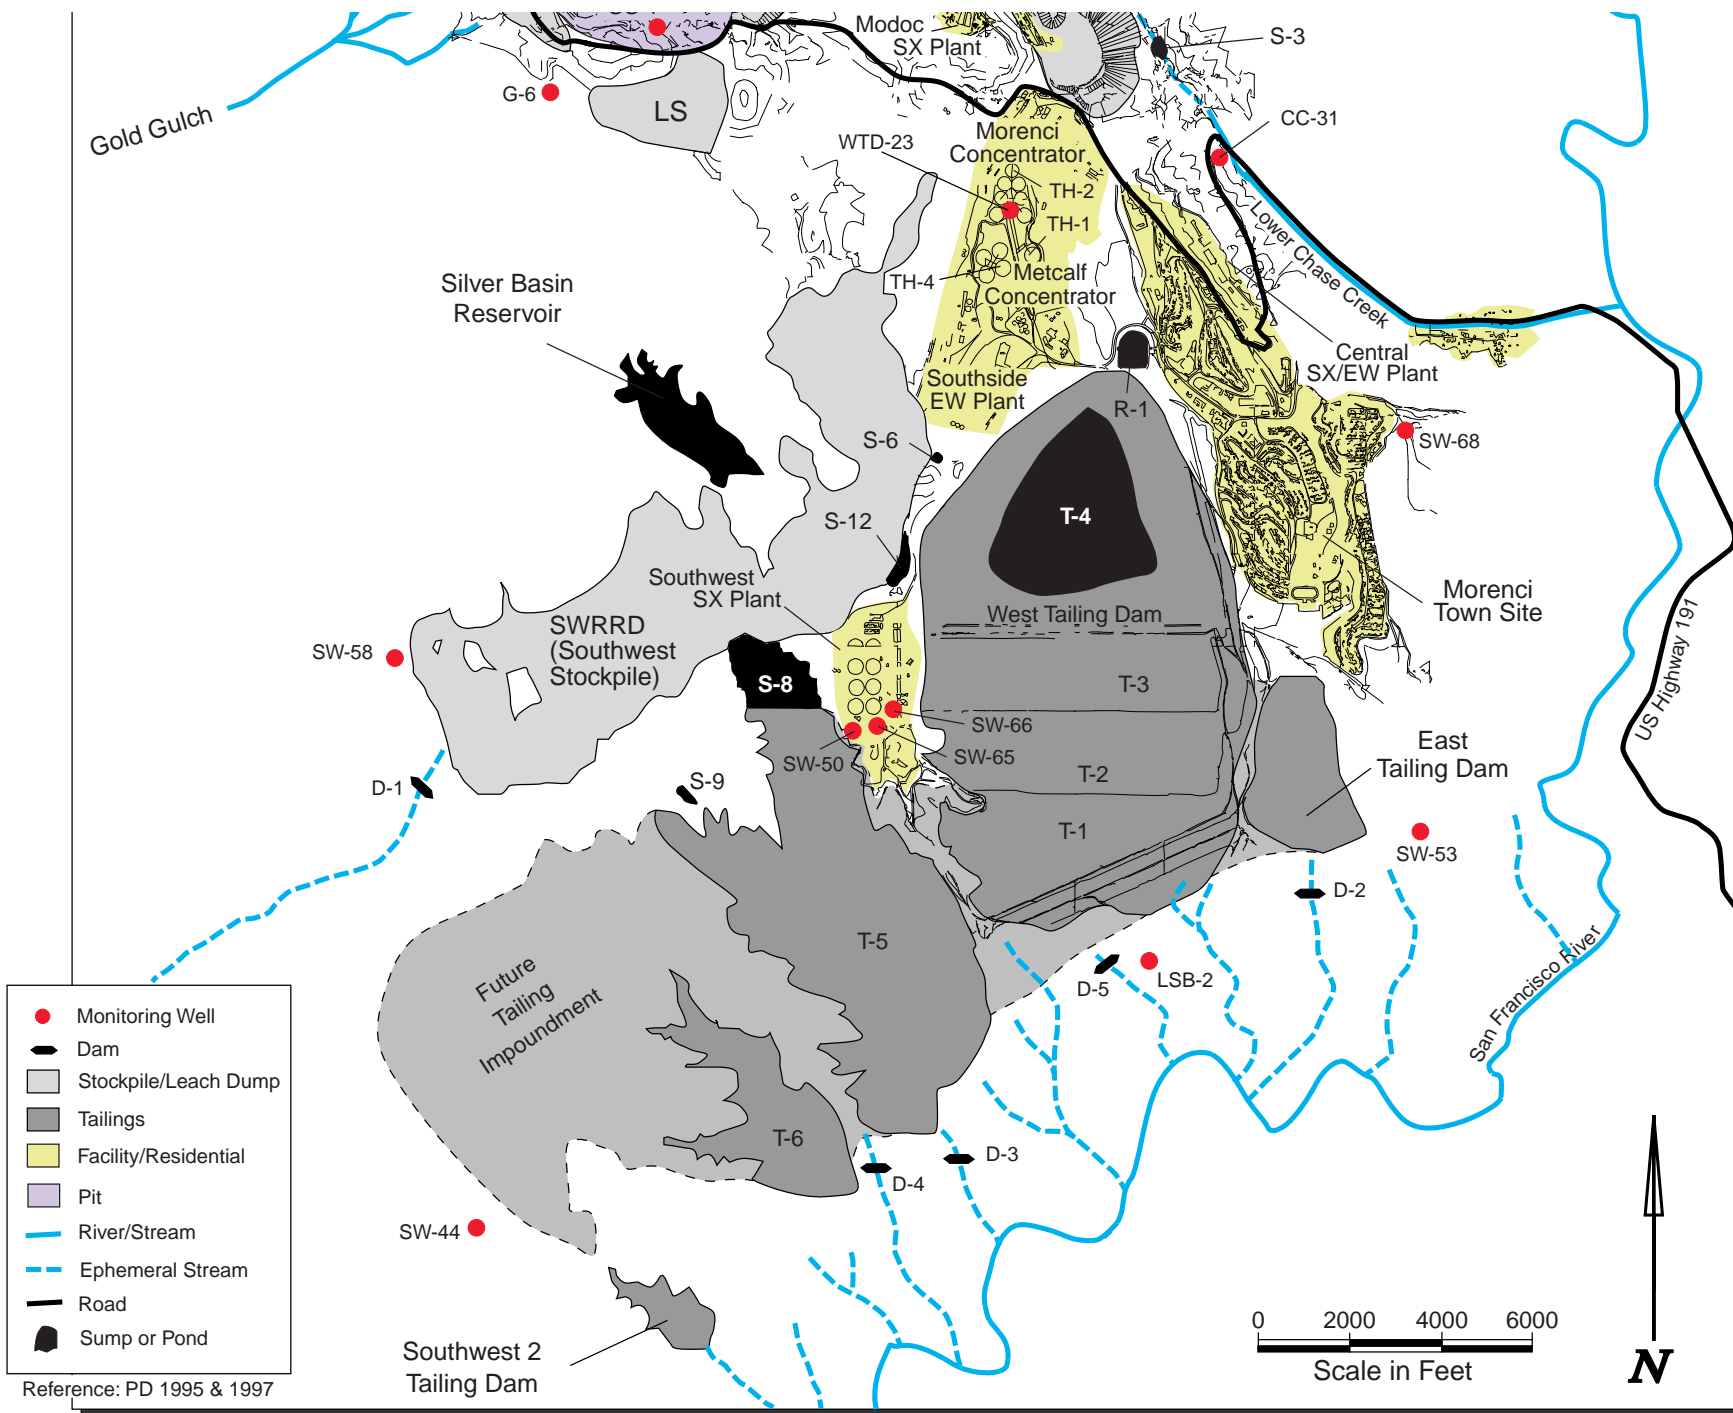 Modoc
SX Plant
S-3
G-6
LS
Gold Gulch
CC-31
Morenci
Concentrator
WTD-23
TH-2
TH-1
Lower Chase Creek
TH-4
Metcalf
Concentrator
Silver Basin
Reservoir
Central
SX/EW Plant
Southside
EW Plant
R-1
S-6
SW-68
T-4
S-12
Southwest
SX Plant
West Tailing Dam
Morenci
Town Site
SWRRD
(Southwest
Stockpile)
SW-58
S-8
T-3
US Highway 191
SW-66
SW-50
SW-65
East
Tailing Dam
D-1
S-9
T-2
T-1
SW-53
D-2
T-5
San Francisco River
D-5
LSB-2
Future
Tailing
Impoundment
T-6
D-3
D-4
SW-44
Southwest 2
Tailing Dam
Monitoring Well
Dam
Stockpile/Leach Dump
Tailings
Facility/Residential
Pit
River/Stream
Ephemeral Stream
Road
Sump or Pond
Reference: PD 1995 & 1997
0 2000 4000 6000
Scale in Feet
N